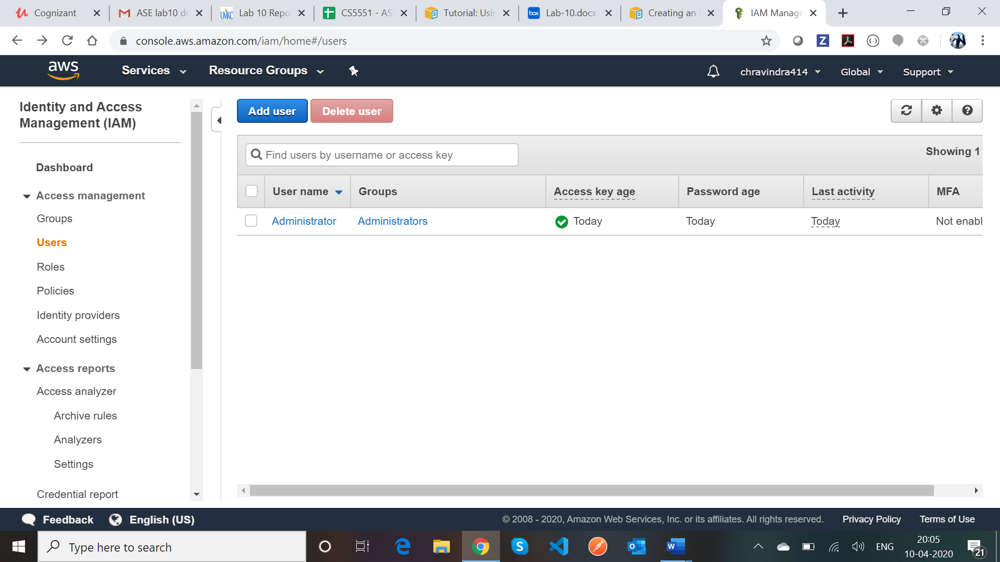 Cognizant
ASE lab10 do
Lab 10 Repo
CS5551 - AS
Tutorial: Usin
box
Lab-10.docx
Creating an
IAM Manage
console.aws.amazon.com/iam/home#/users
aws
Services
Resource Groups
chravindra414
Global
Support
Identity and Access
Management (IAM)
Dashboard
Access management
Groups
Users
Roles
Policies
Identity providers
Account settings
Access reports
Access analyzer
Archive rules
Analyzers
Settings
Credential report
Add user
Delete user
Find users by username or access key
Showing 1
User name
Groups
Access key age
Password age
Last activity
MFA
Administrator
Administrators
Today
Today
Today
Not enabl
Feedback
English (US)
© 2008 - 2020, Amazon Web Services, Inc. or its affiliates. All rights reserved.
Privacy Policy
Terms of Use
Type here to search
ENG
20:05
10-04-2020
21